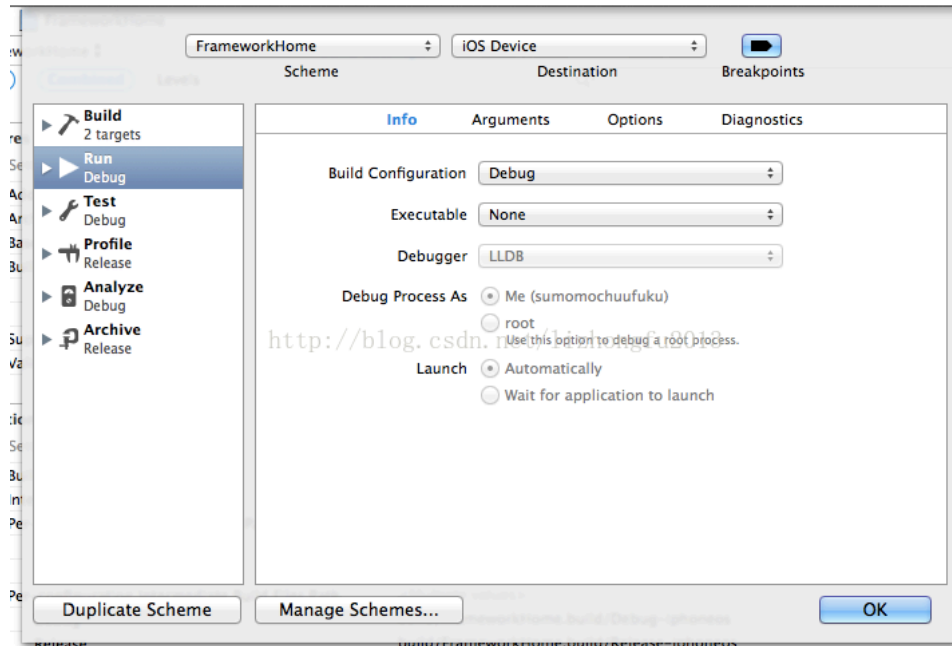 FrameworkHome
FrameworkHome
iOS Device
Scheme
Destination
Breakpoints
Levels
Build
2 targets
Run
Debug
Test
Debug
Profile
Release
Analyze
Debug
Archive
Release
Info
Arguments
Options
Diagnostics
Build Configuration
Debug
Executable
None
Debugger
LLDB
Debug Process As
Me (sumomochuufuku)
root
Use this option to debug a root process.
Launch
Automatically
Wait for application to launch
Duplicate Scheme
Manage Schemes...
OK